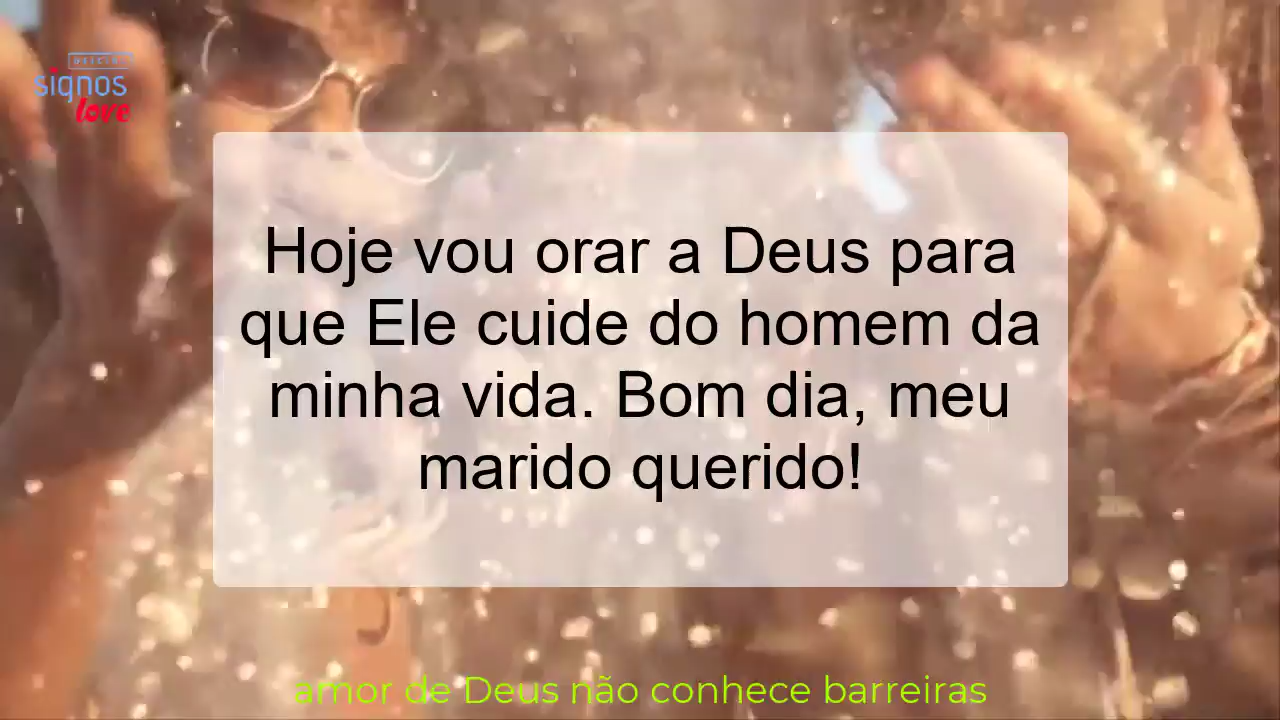 OFICIAL
signos
love
Hoje vou orar a Deus para
que Ele cuide do homem da
minha vida. Bom dia, meu
marido querido!
amor de Deus não conhece barreiras